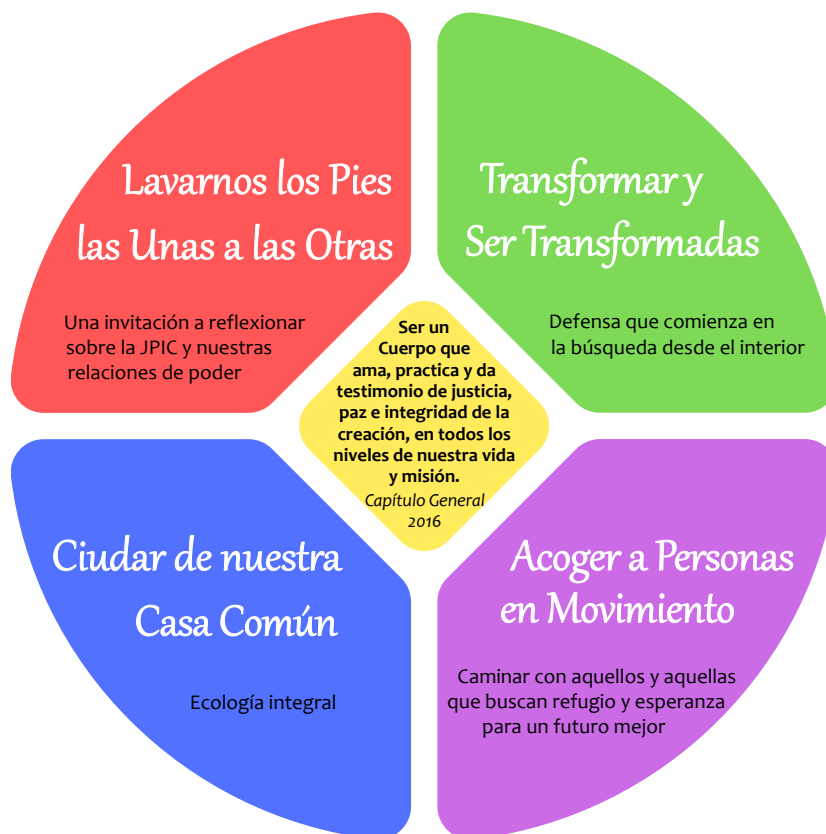 Lavarnos los Pies
las Unas a las Otras
Una invitación a reflexionar
sobre la JPIC y nuestras
relaciones de poder
Transformar y
Ser Transformadas
Defensa que comienza en
la búsqueda desde el interior
Ser un
Cuerpo que
ama, practica y da
testimonio de justicia,
paz e integridad de la
creación, en todos los
niveles de nuestra vida
y misión.
Capítulo General
2016
Ciudar de nuestra
Casa Común
Ecología integral
Acoger a Personas
en Movimiento
Caminar con aquellos y aquellas
que buscan refugio y esperanza
para un futuro mejor